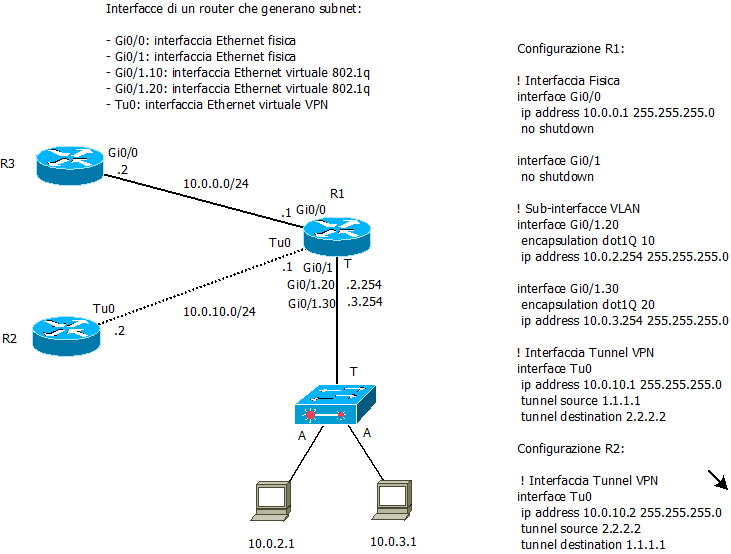 Interfacce di un router che generano subnet:
- Gi0/0: interfaccia Ethernet fisica
- Gi0/1: interfaccia Ethernet fisica
- Gi0/1.10: interfaccia Ethernet virtuale 802.1q
- Gi0/1.20: interfaccia Ethernet virtuale 802.1q
- Tu0: interfaccia Ethernet virtuale VPN
R3
Gi0/0
.2
10.0.0.0/24
R1
.1
Gi0/0
Tu0
.1
Gi0/1
T
Gi0/1.20
.2.254
Gi0/1.30
.3.254
Tu0
10.0.10.0/24
R2
.2
T
A
A
10.0.2.1
10.0.3.1
Configurazione R1:
! Interfaccia Fisica
interface Gi0/0
ip address 10.0.0.1 255.255.255.0
no shutdown
interface Gi0/1
no shutdown
! Sub-interfacce VLAN
interface Gi0/1.20
encapsulation dot1Q 10
ip address 10.0.2.254 255.255.255.0
interface Gi0/1.30
encapsulation dot1Q 20
ip address 10.0.3.254 255.255.255.0
! Interfaccia Tunnel VPN
interface Tu0
ip address 10.0.10.1 255.255.255.0
tunnel source 1.1.1.1
tunnel destination 2.2.2.2
Configurazione R2:
! Interfaccia Tunnel VPN
interface Tu0
ip address 10.0.10.2 255.255.255.0
tunnel source 2.2.2.2
tunnel destination 1.1.1.1